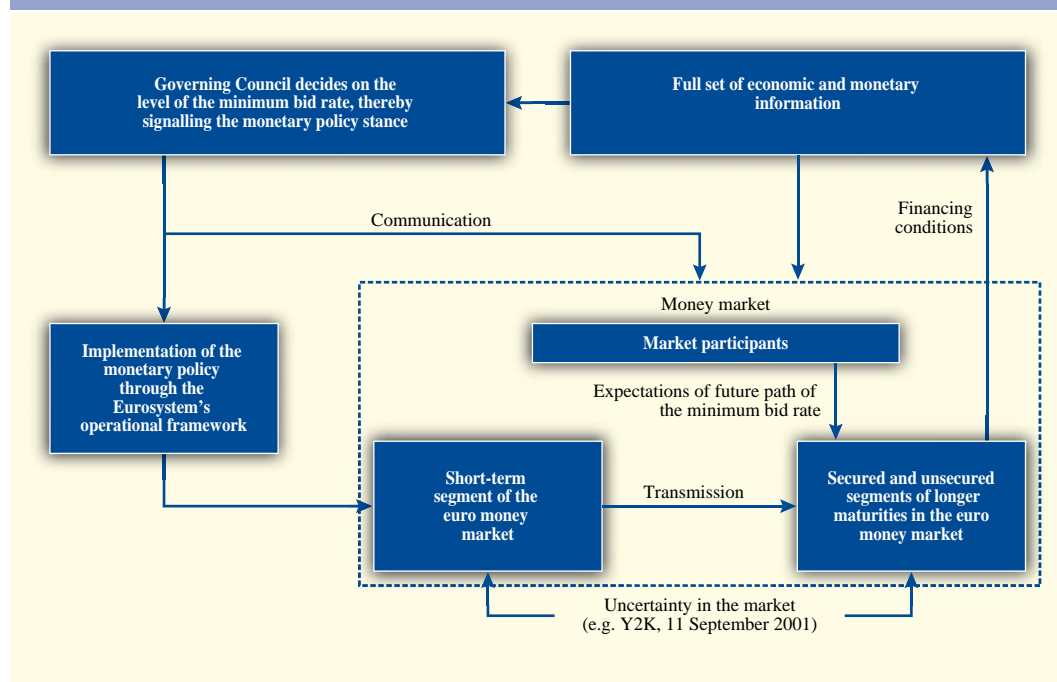 Governing Council decides on the
level of the minimum bid rate, thereby
signalling the monetary policy stance
Full set of economic and monetary
information
Communication
Financing
conditions
Money market
Market participants
Implementation of the
monetary policy
through the
Eurosystem’s
operational framework
Expectations of future path of
the minimum bid rate
Short-term
segment of the
euro money
market
Transmission
Secured and unsecured
segments of longer
maturities in the euro
money market
Uncertainty in the market
(e.g. Y2K, 11 September 2001)